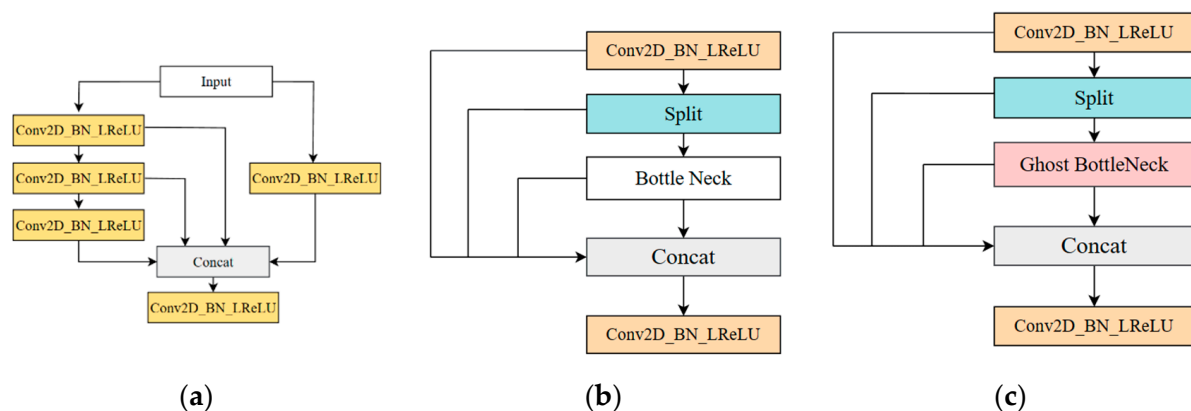 Input
Conv2D_BN_LReLU
Conv2D_BN_LReLU
Conv2D_BN_LReLU
Conv2D_BN_LReLU
Concat
Conv2D_BN_LReLU
(a)
Conv2D_BN_LReLU
Split
Bottle Neck
Concat
Conv2D_BN_LReLU
(b)
Conv2D_BN_LReLU
Split
Ghost BottleNeck
Concat
Conv2D_BN_LReLU
(c)